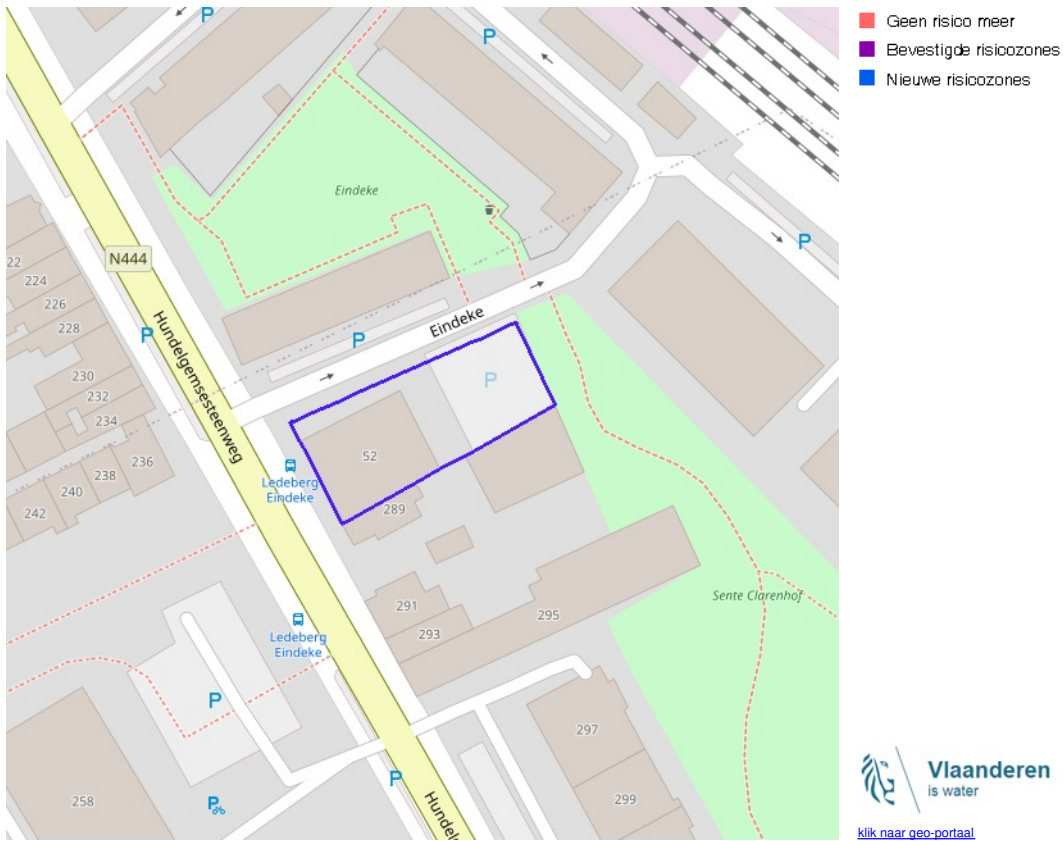 Geen risico meer
Bevestigde risicozones
Nieuwe risicozones
P
P
Eindeke
P
N444
22
224
226
228
P
Hundelgemsesteenweg
Eindeke
P
P
230
232
234
236
238
240
242
52
Ledeberg
Eindeke
289
291
293
295
Sente Clarenhof
Ledeberg
Eindeke
P
297
P
258
P
299
Hundel
Vlaanderen
is water
klik naar geo-portaal